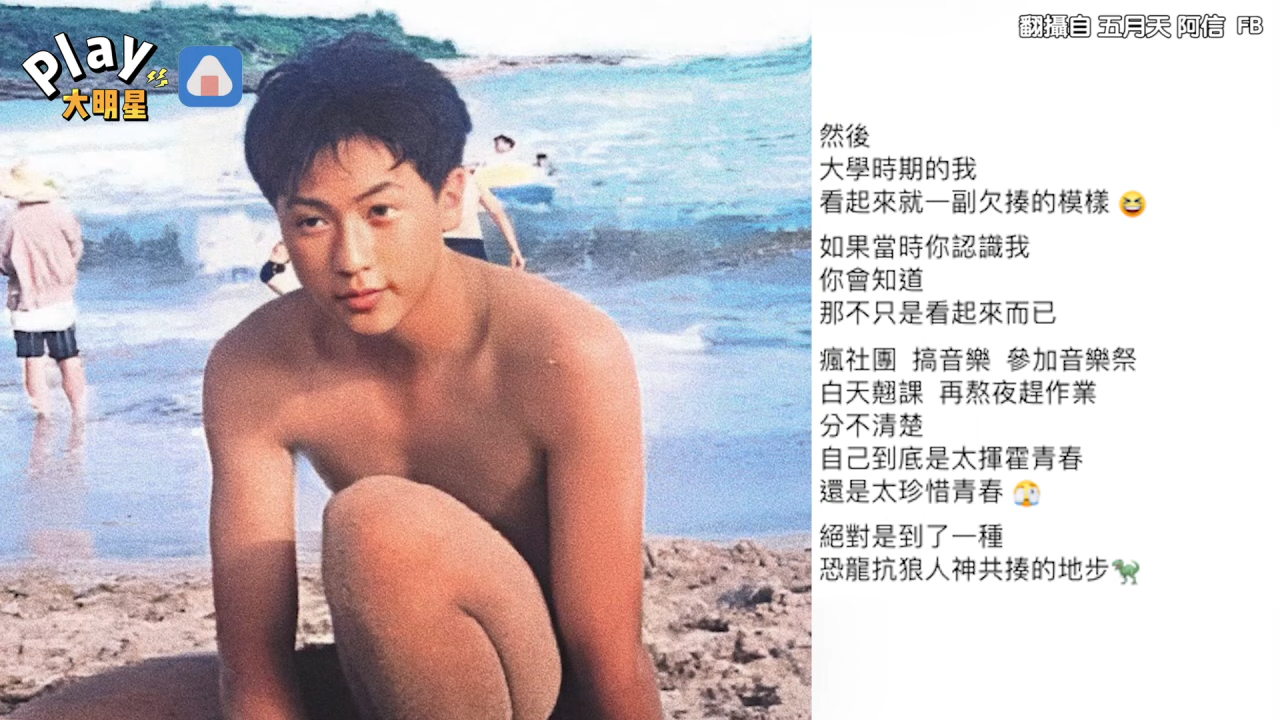 Play
大明星
翻攝自 五月天 阿信 FB
然後
大學時期的我
看起來就一副欠揍的模樣 😆
如果當時你認識我
你會知道
那不只是看起來而已
瘋社團 搞音樂 參加音樂祭
白天翹課 再熬夜趕作業
分不清楚
自己到底是太揮霍青春
還是太珍惜青春 🫣
絕對是到了一種
恐龍抗狼人神共揍的地步🦖